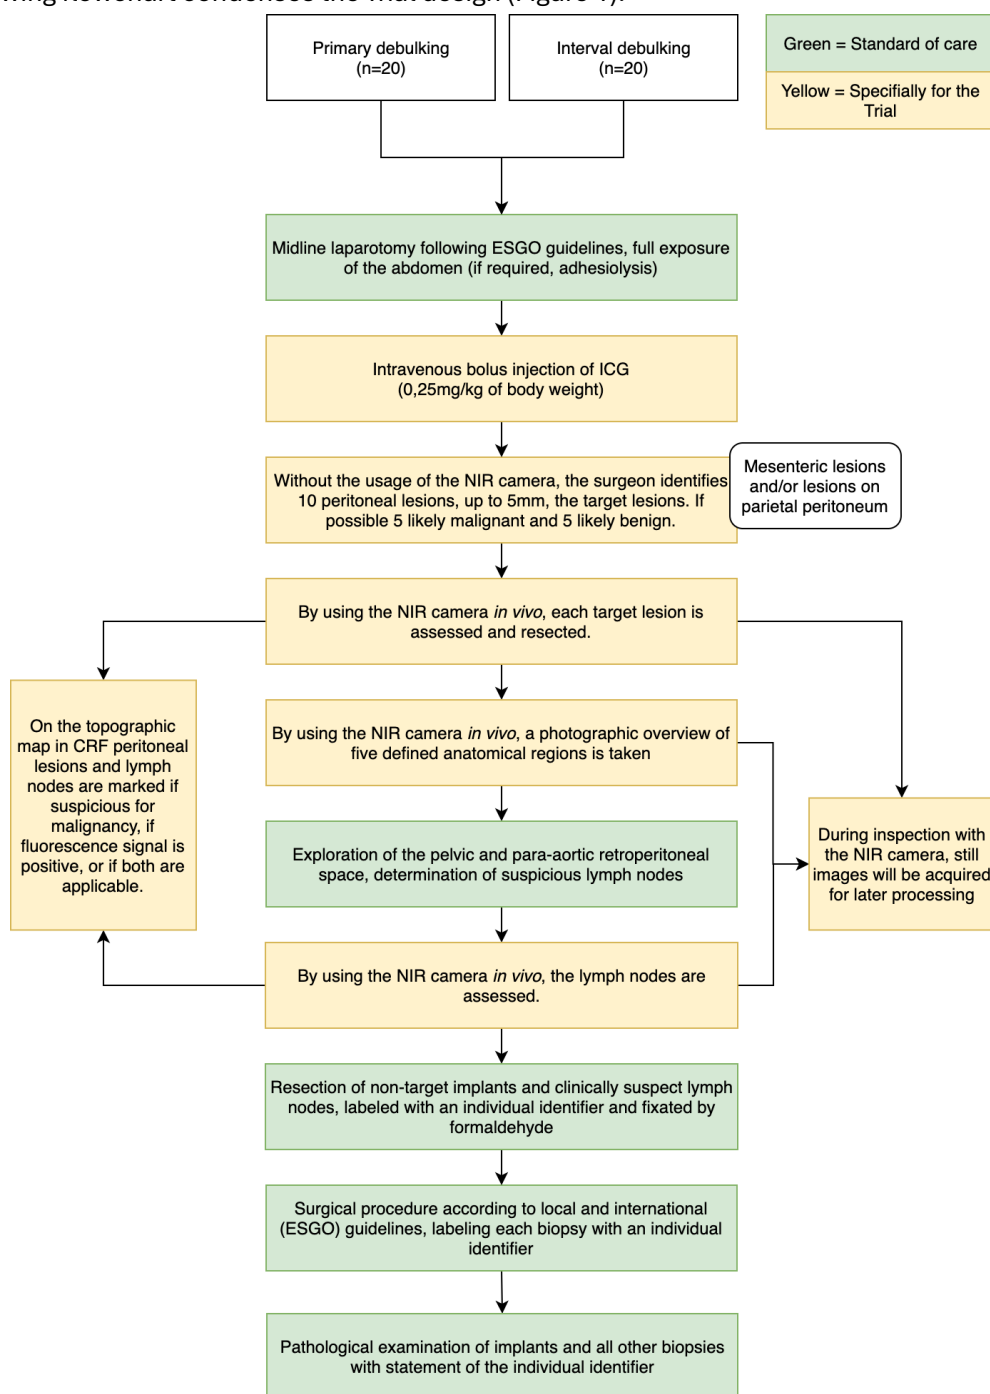 Primary debulking
(n=20)
Interval debulking
(n=20)
Green = Standard of care
Yellow = Specifially for the
Trial
Midline laparotomy following ESGO guidelines, full exposure
of the abdomen (if required, adhesiolysis)
Intravenous bolus injection of ICG
(0,25mg/kg of body weight)
Without the usage of the NIR camera, the surgeon identifies
10 peritoneal lesions, up to 5mm, the target lesions. If
possible 5 likely malignant and 5 likely benign.
Mesenteric lesions
and/or lesions on
parietal peritoneum
By using the NIR camera in vivo, each target lesion is
assessed and resected.
On the topographic
map in CRF peritoneal
lesions and lymph
nodes are marked if
suspicious for
malignancy, if
fluorescence signal is
positive, or if both are
applicable.
By using the NIR camera in vivo, a photographic overview of
five defined anatomical regions is taken
During inspection with
the NIR camera, still
images will be acquired
for later processing
Exploration of the pelvic and para-aortic retroperitoneal
space, determination of suspicious lymph nodes
By using the NIR camera in vivo, the lymph nodes are
assessed.
Resection of non-target implants and clinically suspect lymph
nodes, labeled with an individual identifier and fixated by
formaldehyde
Surgical procedure according to local and international
(ESGO) guidelines, labeling each biopsy with an individual
identifier
Pathological examination of implants and all other biopsies
with statement of the individual identifier